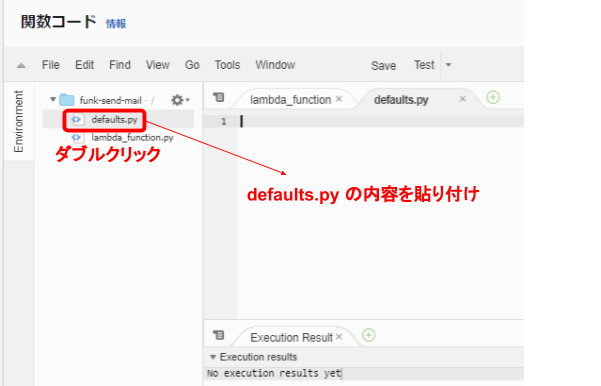 関数コード 情報
File Edit Find View Go Tools Window Save Test
Environment
funk-send-mail - /
defaults.py
lambda_function.py
ダブルクリック
lambda_function × defaults.py ×
1
defaults.py の内容を貼り付け
Execution Result ×
Execution results
No execution results yet